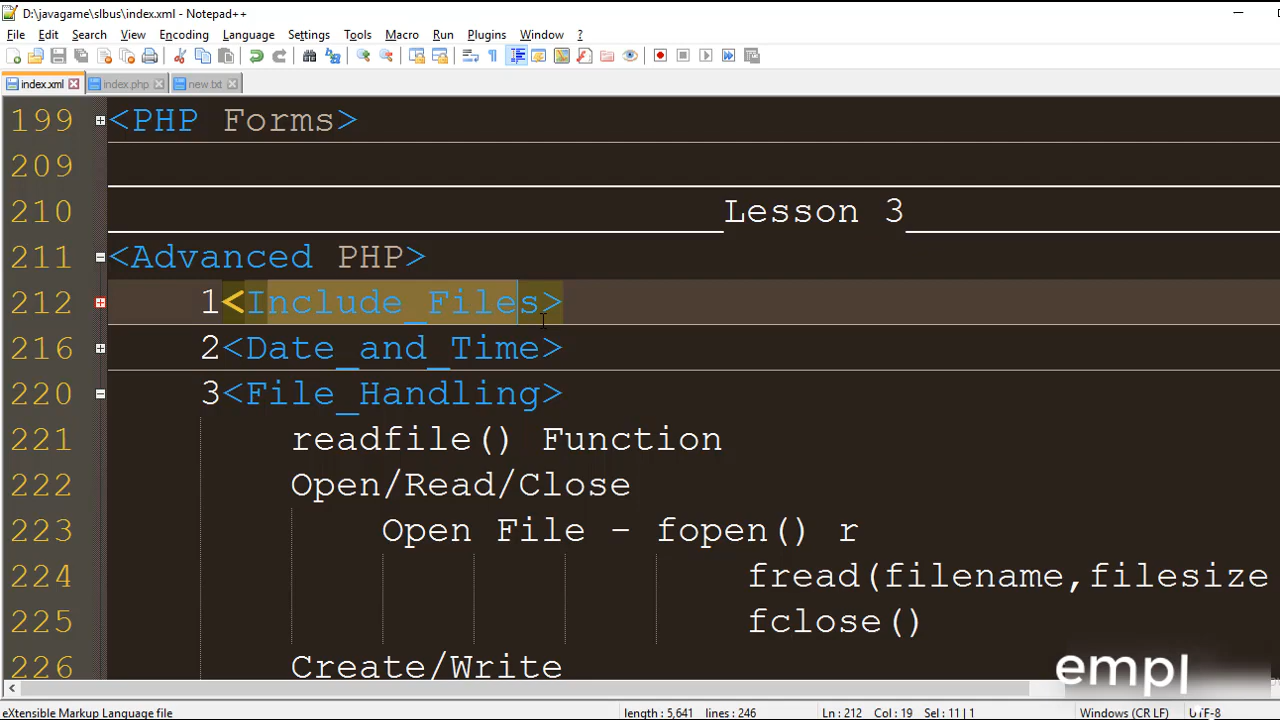 D:\javagame\slbus\index.xml - Notepad++
File Edit Search View Encoding Language Settings Tools Macro Run Plugins Window ?
index.xml index.php new.txt
199 <PHP Forms>
209
210 Lesson 3
211 <Advanced PHP>
212 1<Include_Files>
216 2<Date_and_Time>
220 3<File_Handling>
221 readfile() Function
222 Open/Read/Close
223 Open File - fopen() r
224 fread(filename,filesize
225 fclose()
226 Create/Write
empl
eXtensible Markup Language file length : 5,641 lines : 246 Ln : 212 Col : 19 Sel : 11 | 1 Windows (CR LF) UTF-8